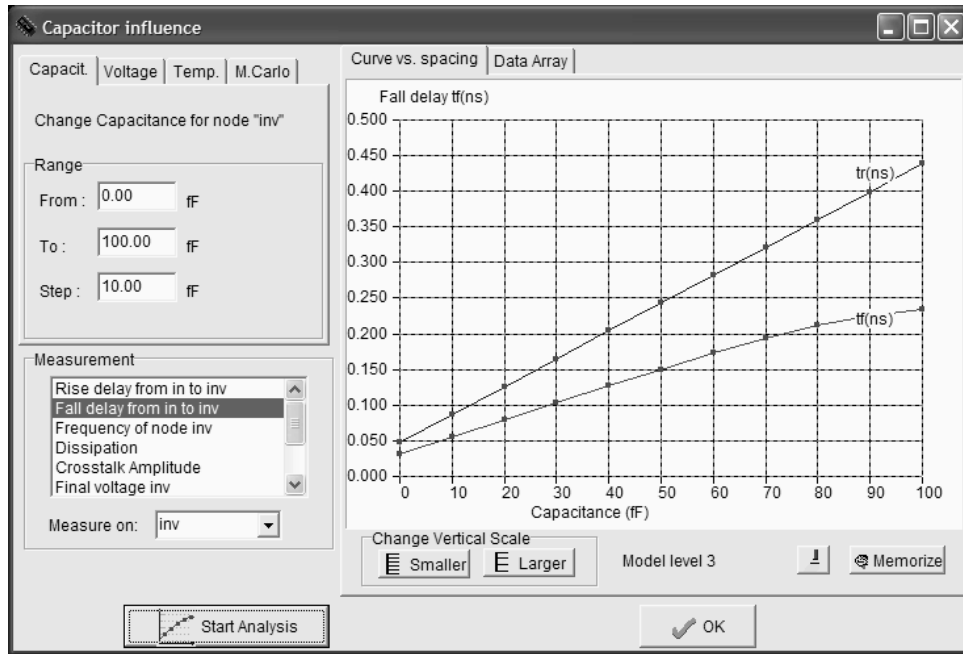 Capacitor influence
Capacit. Voltage Temp. M.Carlo
Change Capacitance for node "inv"
Range
From : 0.00 fF
To : 100.00 fF
Step : 10.00 fF
Measurement
Rise delay from in to inv
Fall delay from in to inv
Frequency of node inv
Dissipation
Crosstalk Amplitude
Final voltage inv
Measure on: inv
Curve vs. spacing Data Array
Fall delay tf(ns)
0.500
0.450
0.400
0.350
0.300
0.250
0.200
0.150
0.100
0.050
0.000
tr(ns)
tf(ns)
0 10 20 30 40 50 60 70 80 90 100
Capacitance (fF)
Change Vertical Scale
Smaller Larger
Model level 3
Memorize
Start Analysis
OK